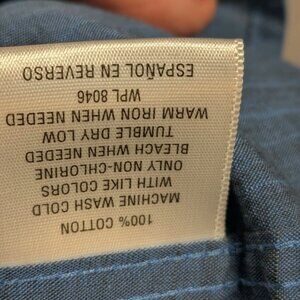 100% COTTON
MACHINE WASH COLD
WITH LIKE COLORS
ONLY NON-CHLORINE
BLEACH WHEN NEEDED
TUMBLE DRY LOW
WARM IRON WHEN NEEDED
WPL 8046
ESPAÑOL EN REVERSO